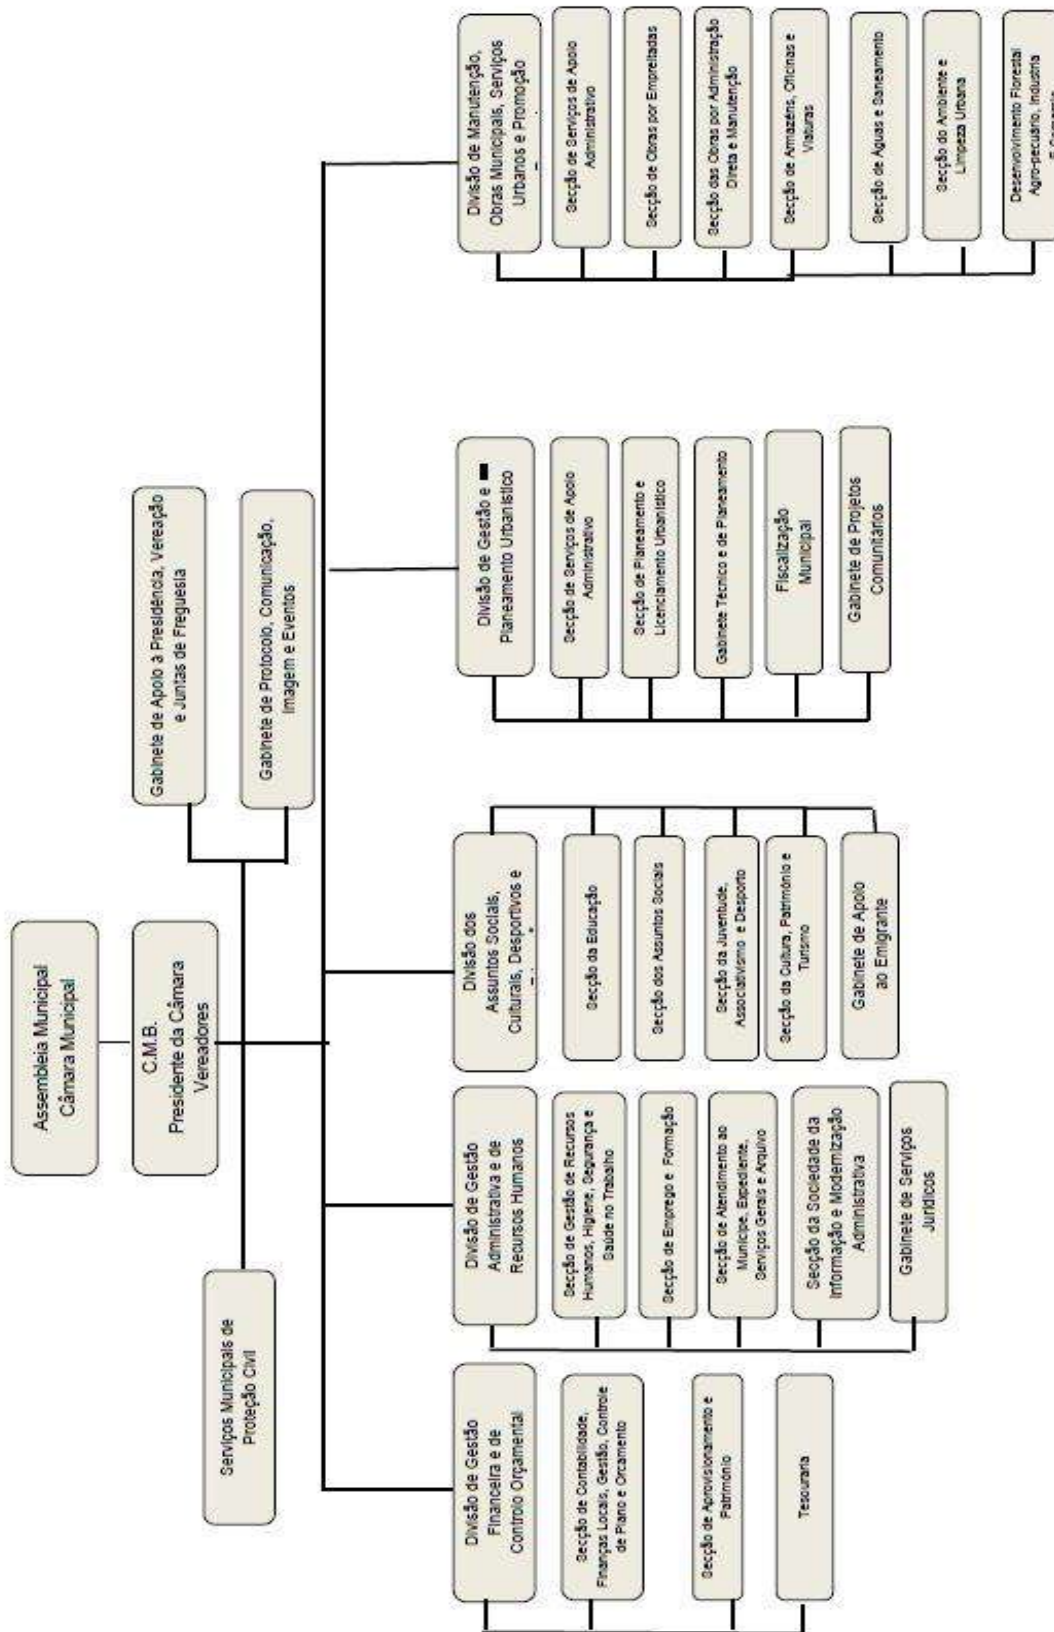 Assembleia Municipal
Câmara Municipal
C.M.B.
Presidente da Câmara
Vereadores
Serviços Municipais de
Proteção Civil
Gabinete de Apoio à Presidência, Vereação
e Juntas de Freguesia
Gabinete de Protocolo, Comunicação,
Imagem e Eventos
Divisão de Gestão
Financeira e de
Controlo Orçamental
Secção de Contabilidade,
Finanças Locais, Gestão, Controle
de Plano e Orcamento
Secção de Aprovisionamento e
Património
Tesouraria
Divisão de Gestão
Administrativa e de
Recursos Humanos
Secção de Gestão de Recursos
Humanos, Higiene, Segurança e
Saúde no Trabalho
Secção de Emprego e Formação
Secção de Atendimento ao
Munícipe, Expediente,
Serviços Gerais e Arquivo
Secção da Sociedade da
Informação e Modernização
Administrativa
Gabinete de Serviços
Jurídicos
Divisão dos
Assuntos Sociais,
Culturais, Desportivos e
Secção da Educação
Secção dos Assuntos Sociais
Secção da Juventude,
Associativismo e Desporto
Secção da Cultura, Património e
Turismo
Gabinete de Apoio
ao Emigrante
Divisão de Gestão e
Planeamento Urbanístico
Secção de Serviços de Apoio
Administrativo
Secção de Planeamento e
Licenciamento Urbanístico
Gabinete Técnico e de Planeamento
Fiscalização
Municipal
Gabinete de Projetos
Comunitários
Divisão de Manutenção,
Obras Municipais, Serviços
Urbanos e Promoção
Secção de Serviços de Apoio
Administrativo
Secção de Obras por Empreitadas
Secção das Obras por Administração
Direta e Manutenção
Secção de Armazéns, Oficinas e
Viaturas
Secção de Águas e Saneamento
Secção do Ambiente e
Limpeza Urbana
Desenvolvimento Florestal
Agro-pecuário, Industria